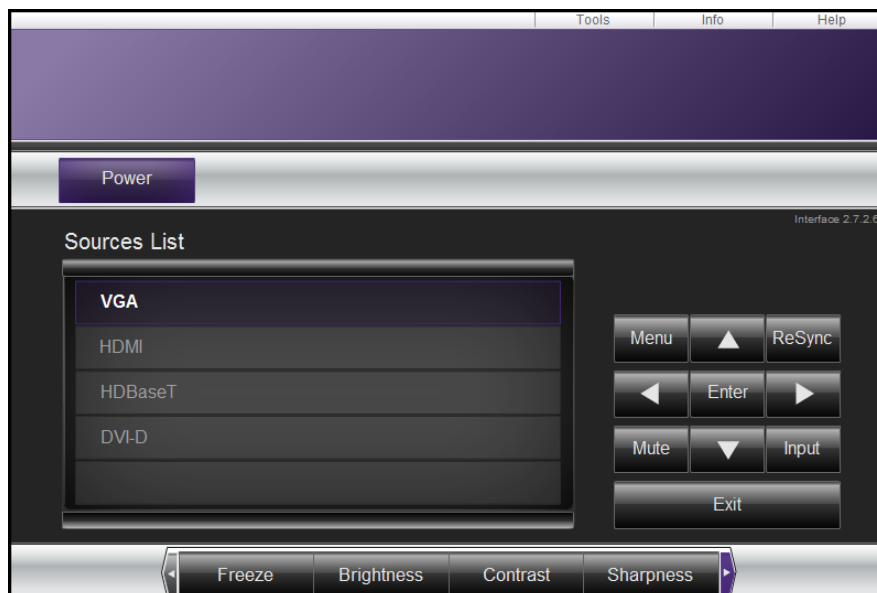 Tools Info Help
Power
Interface 2.7.2.6
Sources List
VGA
HDMI
HDBaseT
DVI-D
Menu ReSync
Enter
Mute Input
Exit
Freeze Brightness Contrast Sharpness